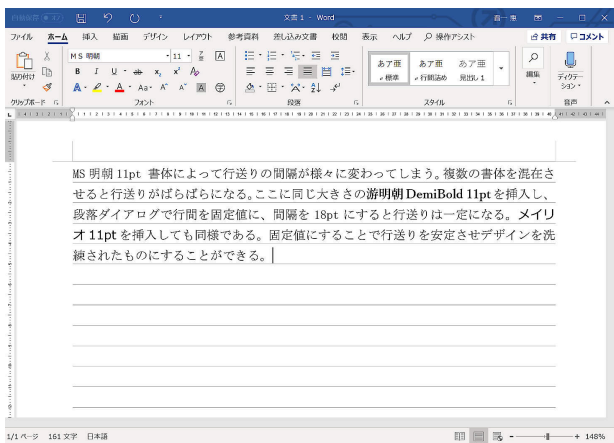 文書 1 - Word
ファイル ホーム 挿入 描画 デザイン レイアウト 参考資料 差し込み文書 校閲 表示 ヘルプ 操作アシスト 共有 コメント
ＭＳ 明朝 11
B I U ab x₂ x²
あア亜 あア亜 あア亜
標準 行間詰め 見出し 1
貼り付け 編集 ディクテーション
クリップボード フォント 段落 スタイル 音声
MS 明朝 11pt 書体によって行送りの間隔が様々に変わってしまう。複数の書体を混在さ
せると行送りがばらばらになる。ここに同じ大きさの游明朝 DemiBold 11pt を挿入し、
段落ダイアログで行間を固定値に、間隔を 18pt にすると行送りは一定になる。メイリ
オ 11pt を挿入しても同様である。固定値にすることで行送りを安定させデザインを洗
練されたものにすることができる。
1/1 ページ 161 文字 日本語 148%